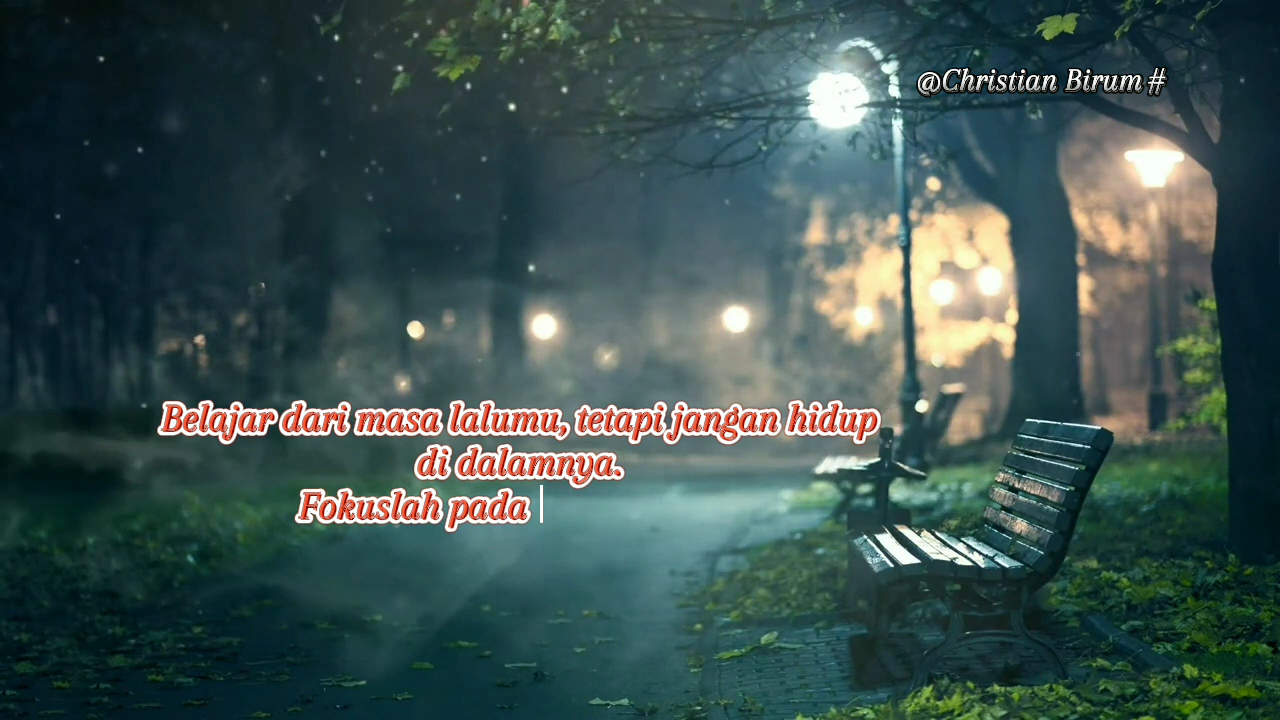 @Christian Birum #
Belajar dari masa lalumu, tetapi jangan hidup
di dalamnya.
Fokuslah pada